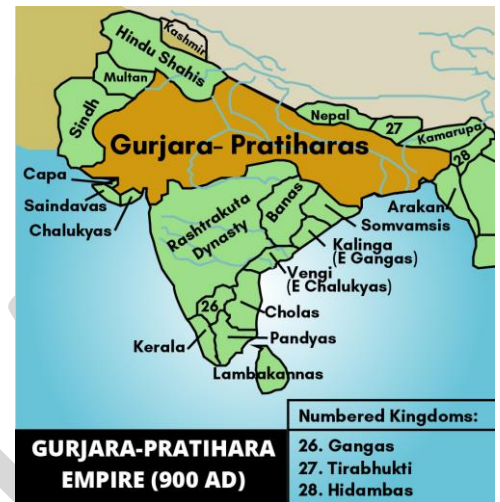 Kashmir
Hindu Shahis
Multan
Sindh
Nepal
27
Kamarupa
28
Gurjara- Pratiharas
Capa
Saindavas
Chalukyas
Rashtrakuta
Dynasty
Banas
Arakan
Somvamsis
Kalinga
(E Gangas)
Vengi
(E Chalukyas)
26
Cholas
Kerala
Pandyas
Lambakannas
Numbered Kingdoms:
26. Gangas
27. Tirabhukti
28. Hidambas
GURJARA-PRATIHARA
EMPIRE (900 AD)